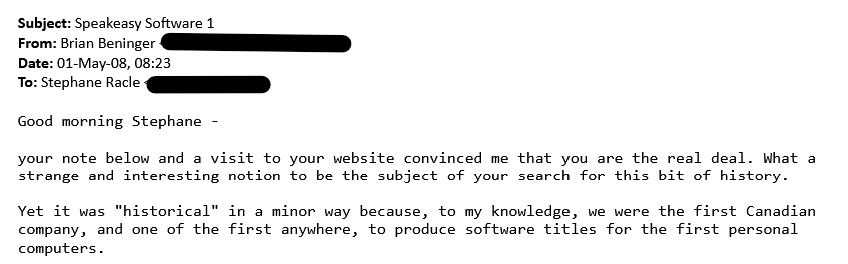 Subject: Speakeasy Software 1
From: Brian Beninger
Date: 01-May-08, 08:23
To: Stephane Racle
Good morning Stephane -
your note below and a visit to your website convinced me that you are the real deal. What a
strange and interesting notion to be the subject of your search for this bit of history.
Yet it was "historical" in a minor way because, to my knowledge, we were the first Canadian
company, and one of the first anywhere, to produce software titles for the first personal
computers.